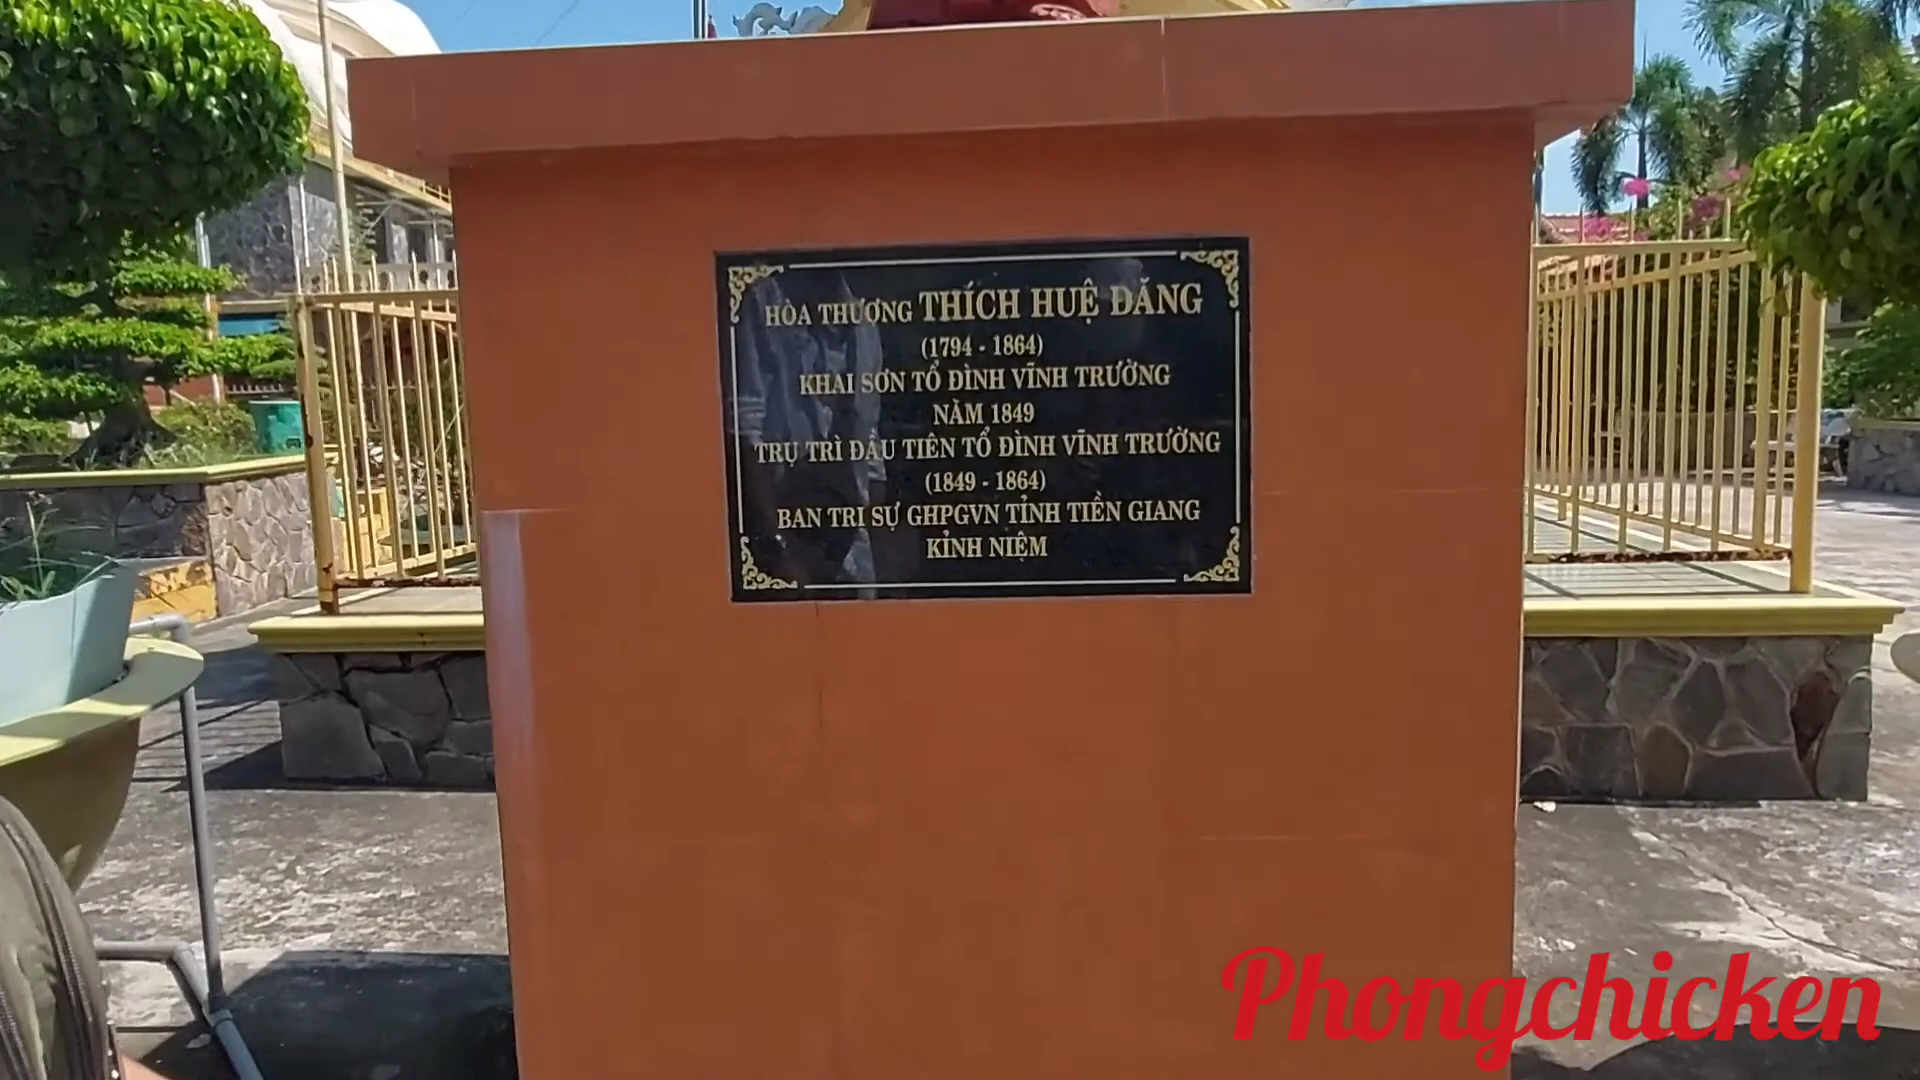 HÒA THƯỢNG THÍCH HUỆ ĐĂNG
(1794 - 1864)
KHAI SƠN TỔ ĐÌNH VĨNH TRƯỜNG
NĂM 1849
TRỤ TRÌ ĐẦU TIÊN TỔ ĐÌNH VĨNH TRƯỜNG
(1849 - 1864)
BAN TRI SỰ GHPGVN TỈNH TIỀN GIANG
KỈNH NIỆM
Phongchicken